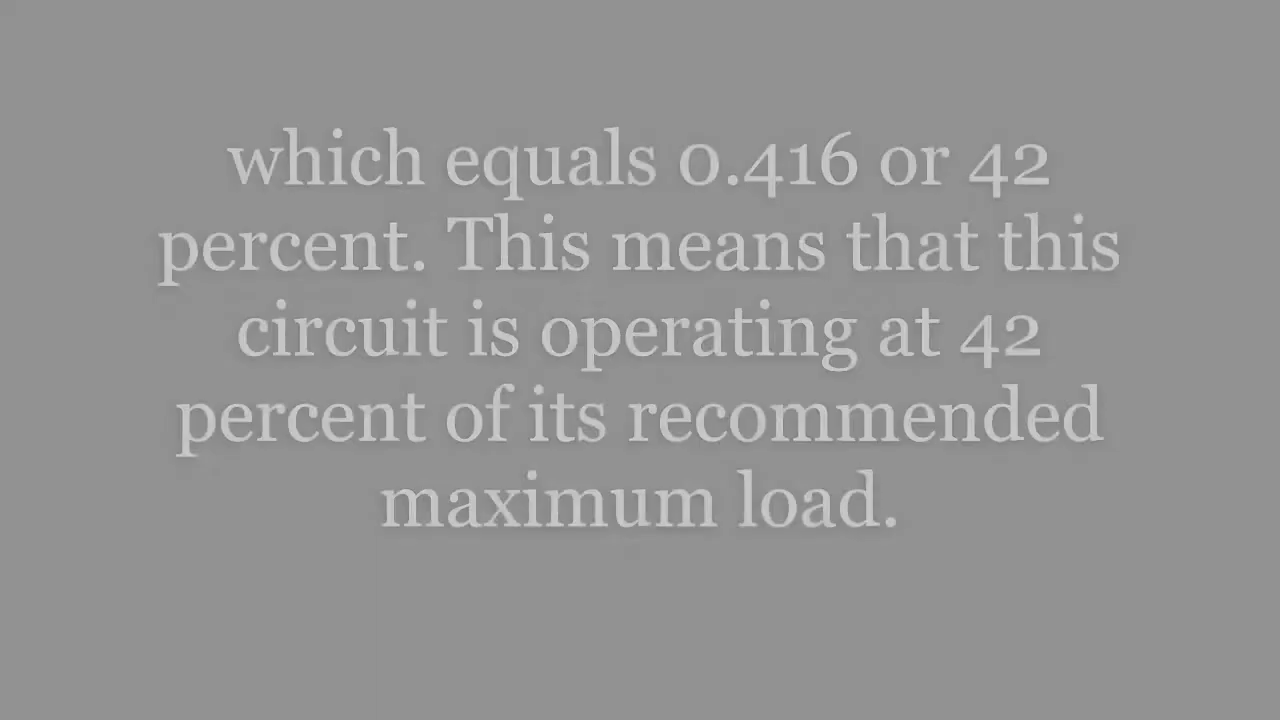 which equals 0.416 or 42
percent. This means that this
circuit is operating at 42
percent of its recommended
maximum load.